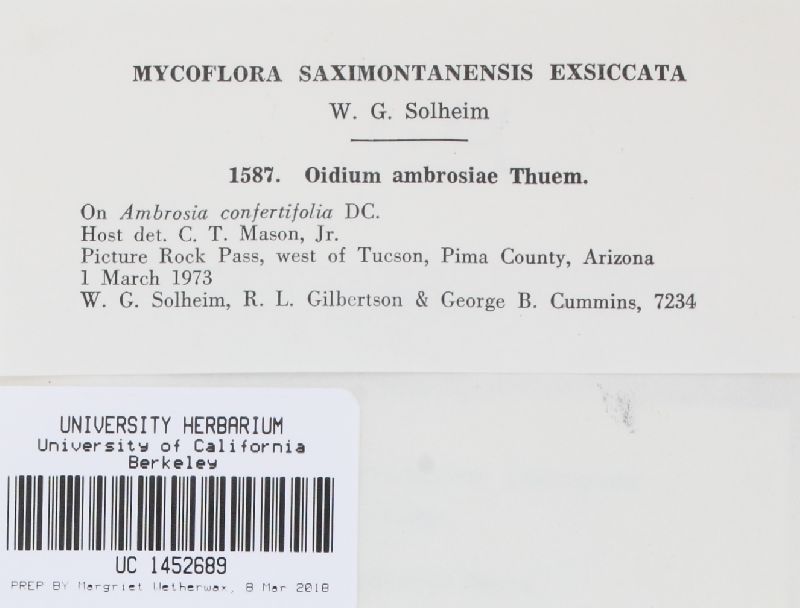 MYCOFLORA SAXIMONTANENSIS EXSICCATA
W. G. Solheim
1587. Oidium ambrosiae Thuem.
On Ambrosia confertifolia DC.
Host det. C. T. Mason, Jr.
Picture Rock Pass, west of Tucson, Pima County, Arizona
1 March 1973
W. G. Solheim, R. L. Gilbertson & George B. Cummins, 7234
UNIVERSITY HERBARIUM
University of California
Berkeley
UC 1452689
PREP BY Margriet Wetherwax, 8 Mar 2018